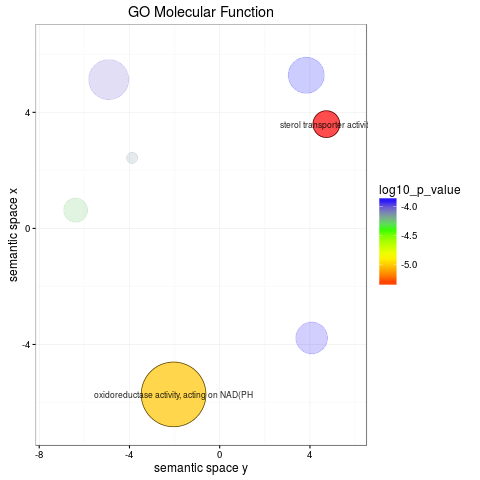 GO Molecular Function
sterol transporter activit
oxidoreductase activity, acting on NAD(PH
4
0
-4
-8
-4
0
4
semantic space x
semantic space y
log10_p_value
-4.0
-4.5
-5.0